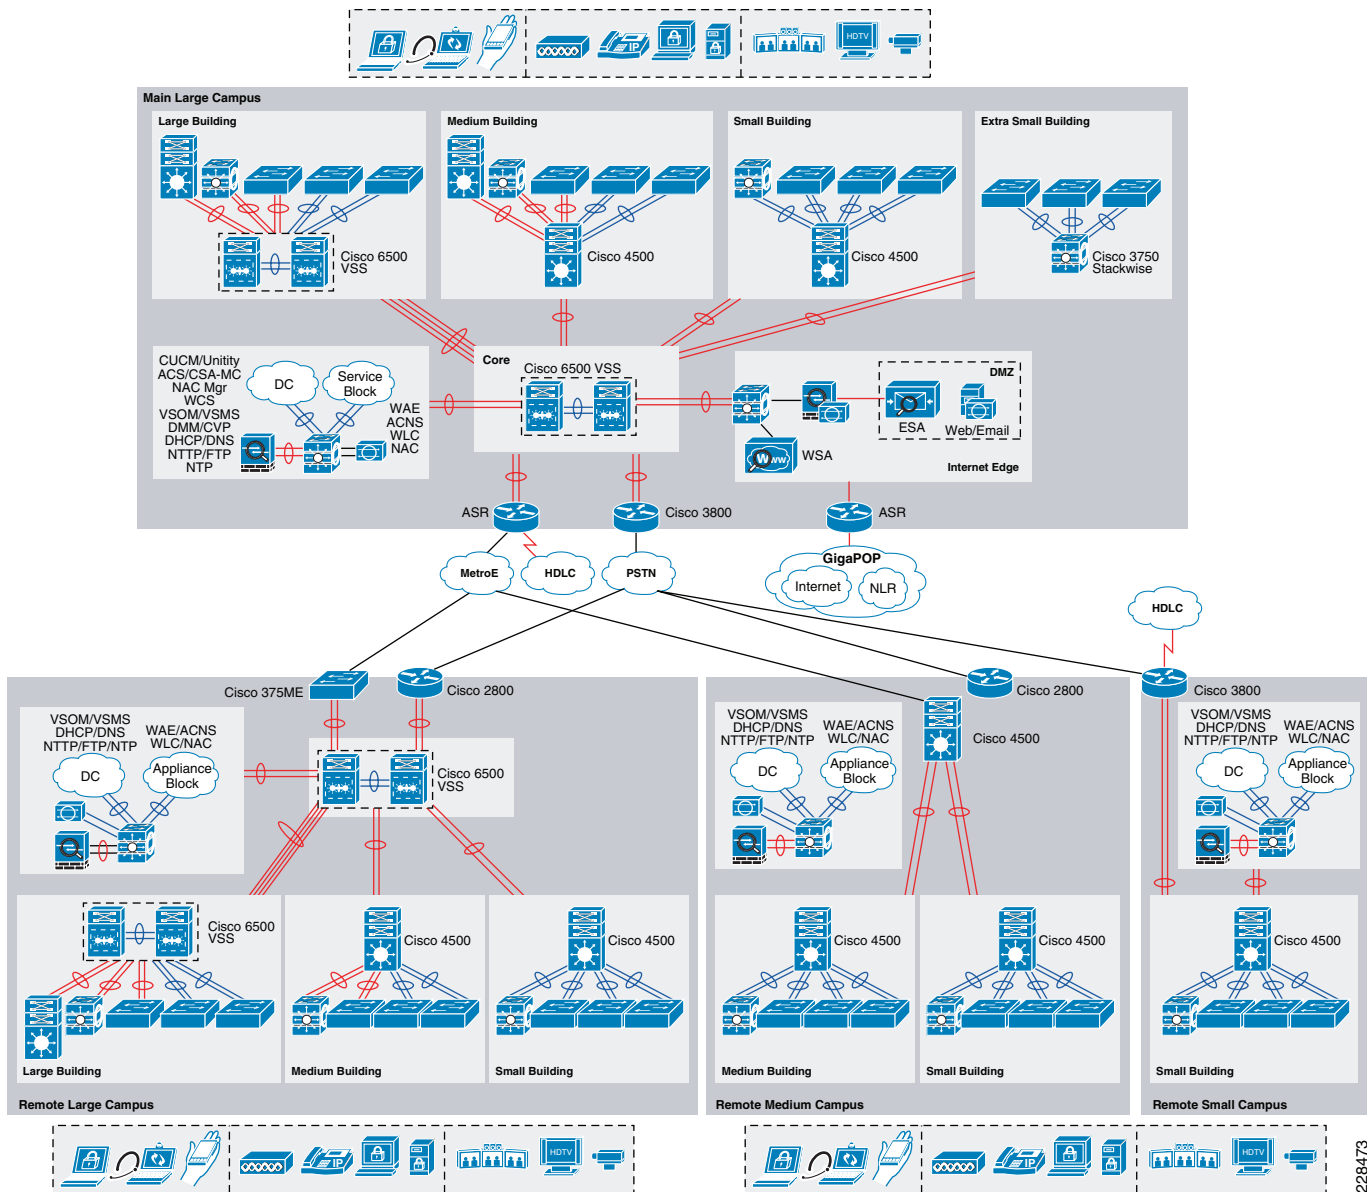 IP
HDTV
Main Large Campus
Large Building
Medium Building
Small Building
Extra Small Building
Cisco 6500
VSS
Cisco 4500
Cisco 4500
Cisco 3750
Stackwise
CUCM/Unity
ACS/CSA-MC
NAC Mgr
WCS
VSOM/VSMS
DMM/CVP
DHCP/DNS
NTTP/FTP
NTP
DC
Service
Block
WAE
ACNS
WLC
NAC
Core
Cisco 6500 VSS
DMZ
ESA
Web/Email
WWW
WSA
Internet Edge
ASR
Cisco 3800
ASR
MetroE
HDLC
PSTN
GigaPOP
Internet
NLR
HDLC
Cisco 375ME
Cisco 2800
Cisco 2800
Cisco 3800
VSOM/VSMS
DHCP/DNS
NTTP/FTP/NTP
WAE/ACNS
WLC/NAC
DC
Appliance
Block
Cisco 6500
VSS
VSOM/VSMS
DHCP/DNS
NTTP/FTP/NTP
WAE/ACNS
WLC/NAC
DC
Appliance
Block
Cisco 4500
VSOM/VSMS
DHCP/DNS
NTTP/FTP/NTP
WAE/ACNS
WLC/NAC
DC
Appliance
Block
Cisco 6500
VSS
Cisco 4500
Cisco 4500
Cisco 4500
Cisco 4500
Cisco 4500
Large Building
Medium Building
Small Building
Medium Building
Small Building
Small Building
Remote Large Campus
Remote Medium Campus
Remote Small Campus
IP
HDTV
IP
HDTV
228473